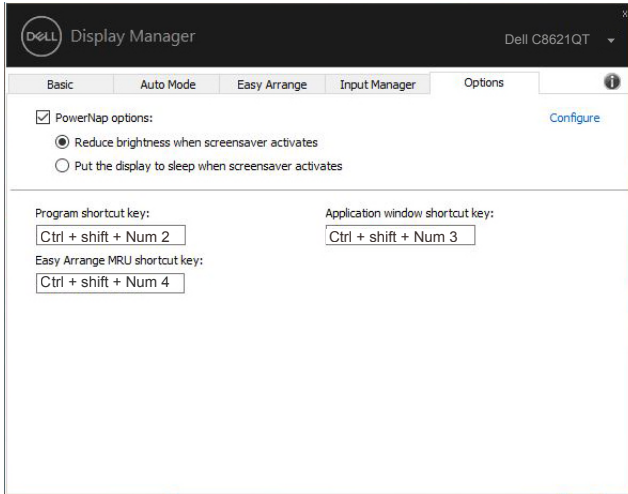 DELL Display Manager
Dell C8621QT
x
Basic Auto Mode Easy Arrange Input Manager Options
PowerNap options: Configure
Reduce brightness when screensaver activates
Put the display to sleep when screensaver activates
Program shortcut key: Application window shortcut key:
Ctrl + shift + Num 2 Ctrl + shift + Num 3
Easy Arrange MRU shortcut key:
Ctrl + shift + Num 4